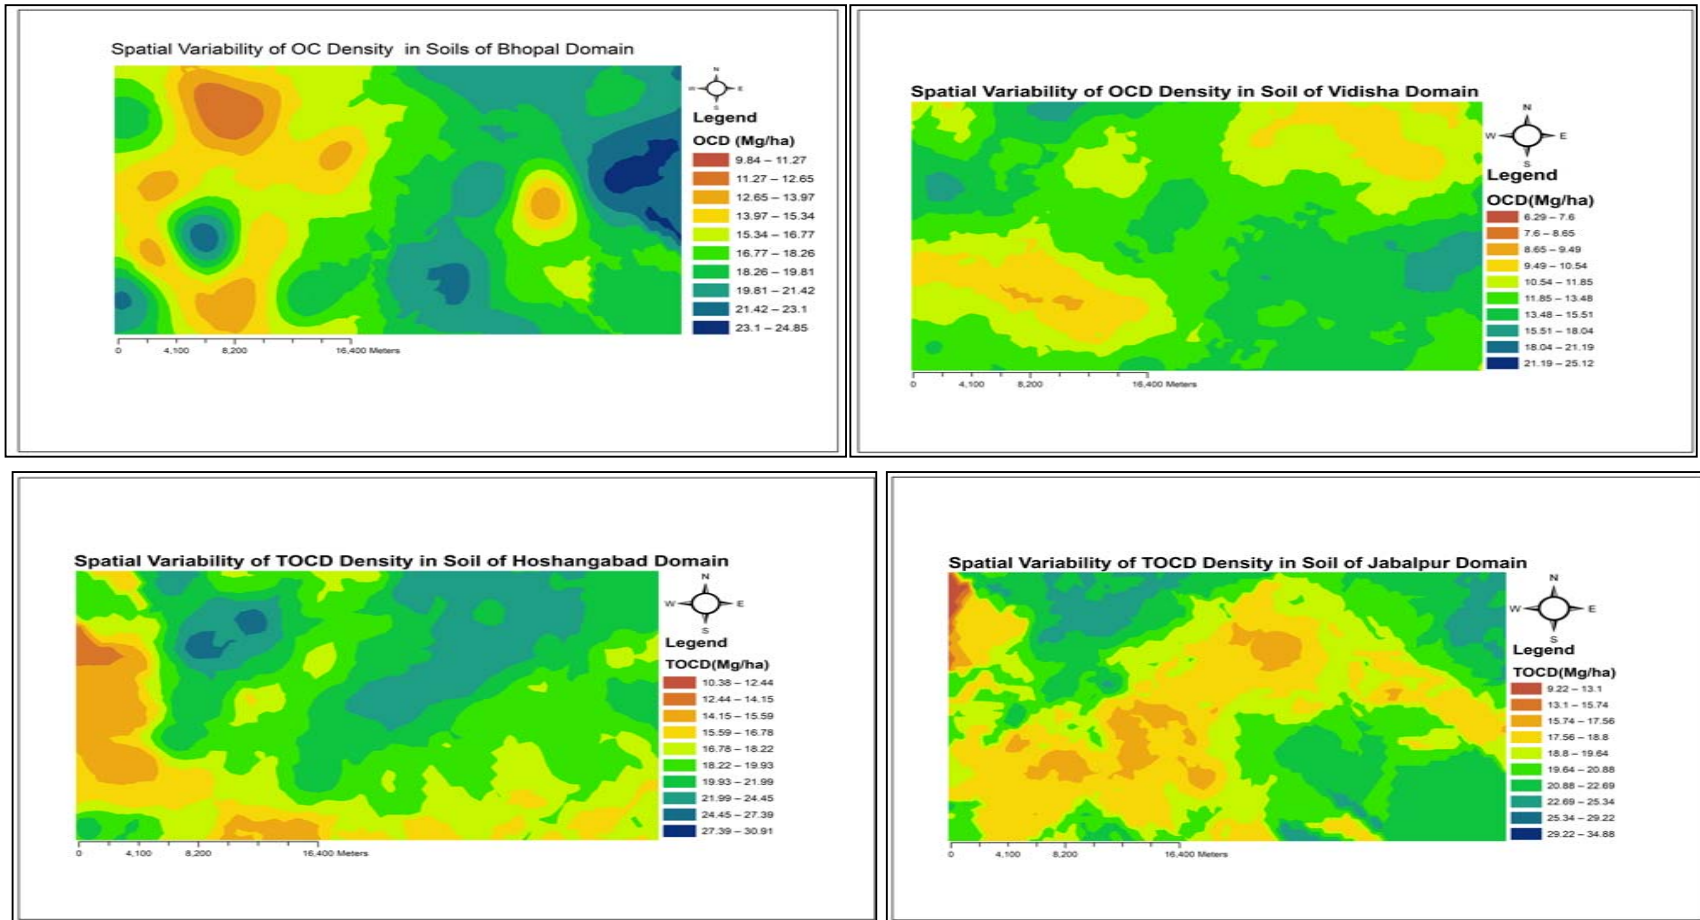 Spatial Variability of OC Density in Soils of Bhopal Domain
N
W
E
S
Legend
OCD (Mg/ha)
9.84 – 11.27
11.27 – 12.65
12.65 – 13.97
13.97 – 15.34
15.34 – 16.77
16.77 – 18.26
18.26 – 19.81
19.81 – 21.42
21.42 – 23.1
23.1 – 24.85
0 4,100 8,200 16,400 Meters
Spatial Variability of OCD Density in Soil of Vidisha Domain
N
W
E
S
Legend
OCD(Mg/ha)
6.29 – 7.6
7.6 – 8.65
8.65 – 9.49
9.49 – 10.54
10.54 – 11.85
11.85 – 13.48
13.48 – 15.51
15.51 – 18.04
18.04 – 21.19
21.19 – 25.12
0 4,100 8,200 16,400 Meters
Spatial Variability of TOCD Density in Soil of Hoshangabad Domain
N
W
E
S
Legend
TOCD(Mg/ha)
10.38 – 12.44
12.44 – 14.15
14.15 – 15.59
15.59 – 16.78
16.78 – 18.22
18.22 – 19.93
19.93 – 21.99
21.99 – 24.45
24.45 – 27.39
27.39 – 30.91
0 4,100 8,200 16,400 Meters
Spatial Variability of TOCD Density in Soil of Jabalpur Domain
N
W
E
S
Legend
TOCD(Mg/ha)
9.22 – 13.1
13.1 – 15.74
15.74 – 17.56
17.56 – 18.8
18.8 – 19.64
19.64 – 20.88
20.88 – 22.69
22.69 – 25.34
25.34 – 29.22
29.22 – 34.88
0 4,100 8,200 16,400 Meters